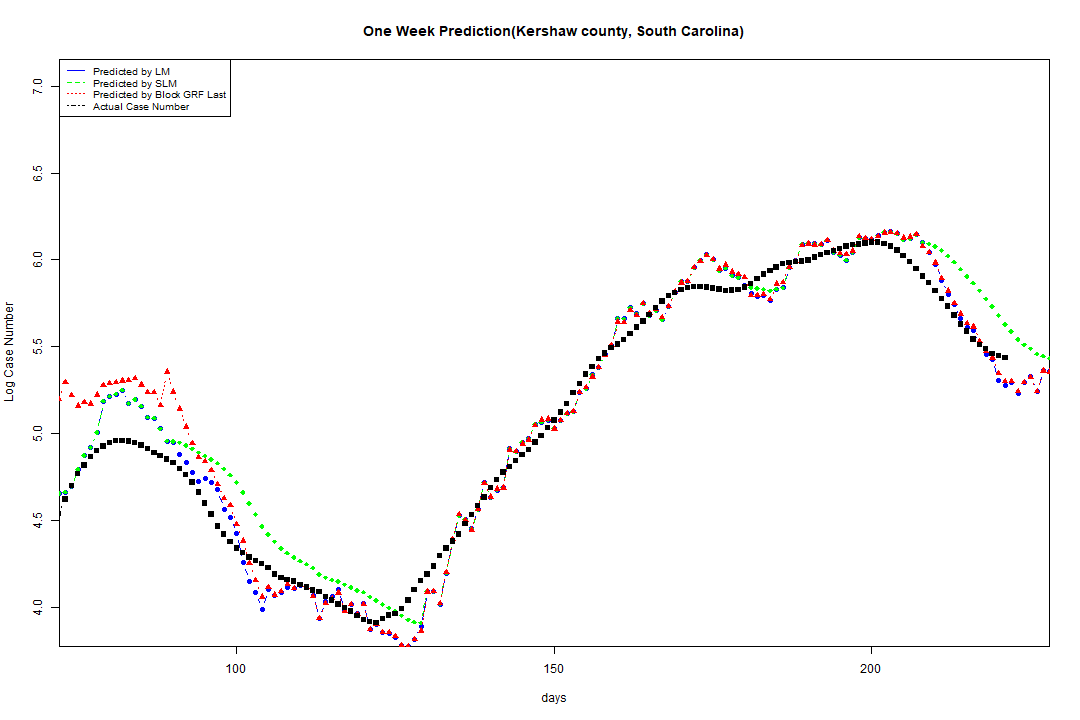 One Week Prediction(Kershaw county, South Carolina)
Predicted by LM
Predicted by SLM
Predicted by Block GRF Last
Actual Case Number
7.0
6.5
6.0
5.5
5.0
4.5
4.0
Log Case Number
100
150
200
days